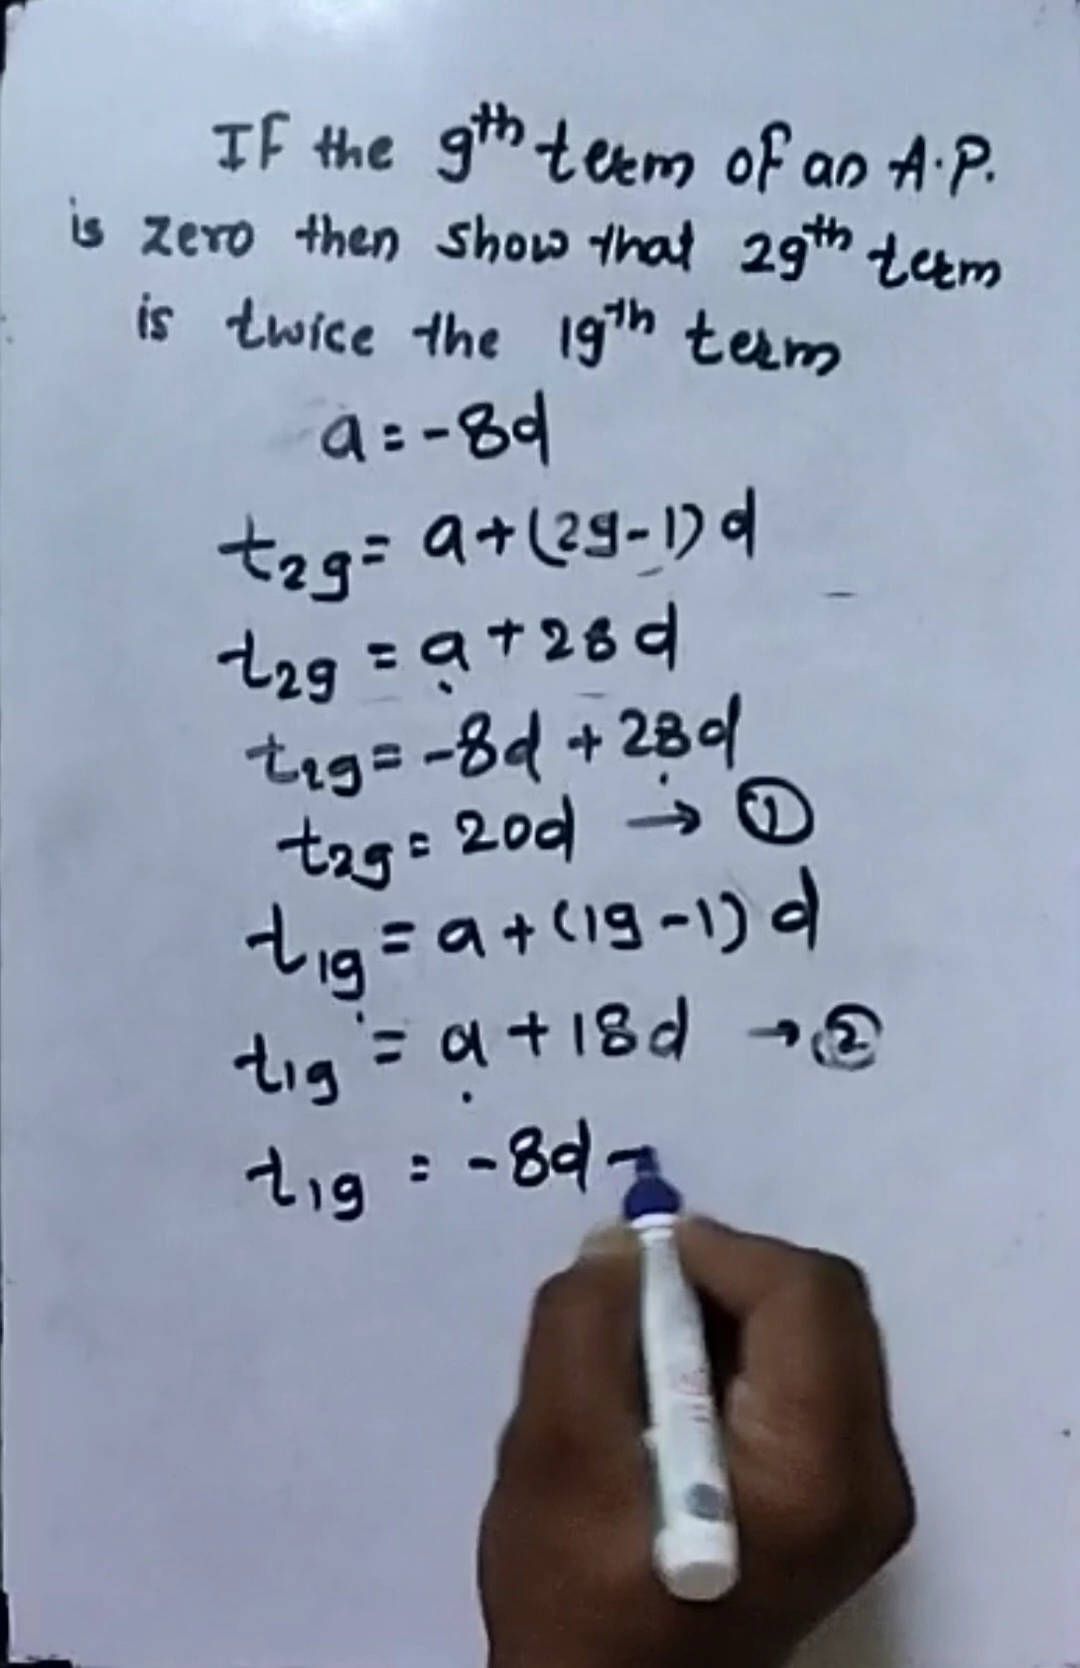 If the 9th term of an A.P.
is zero then show that 29th term
is twice the 19th term
a = -8d
t29 = a + (29-1) d
t29 = a + 28d
t29 = -8d + 28d
t29 = 20d → ①
t19 = a + (19-1) d
t19 = a + 18d → ②
t19 = -8d -